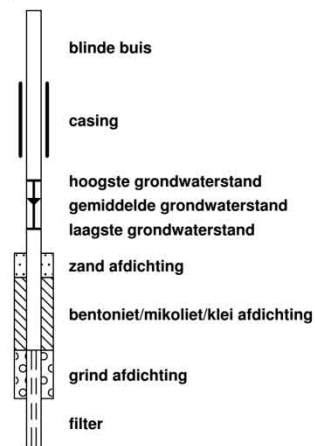 blinde buis
casing
hoogste grondwaterstand
gemiddelde grondwaterstand
laagste grondwaterstand
zand afdichting
bentoniet/mikoliet/klei afdichting
grind afdichting
filter